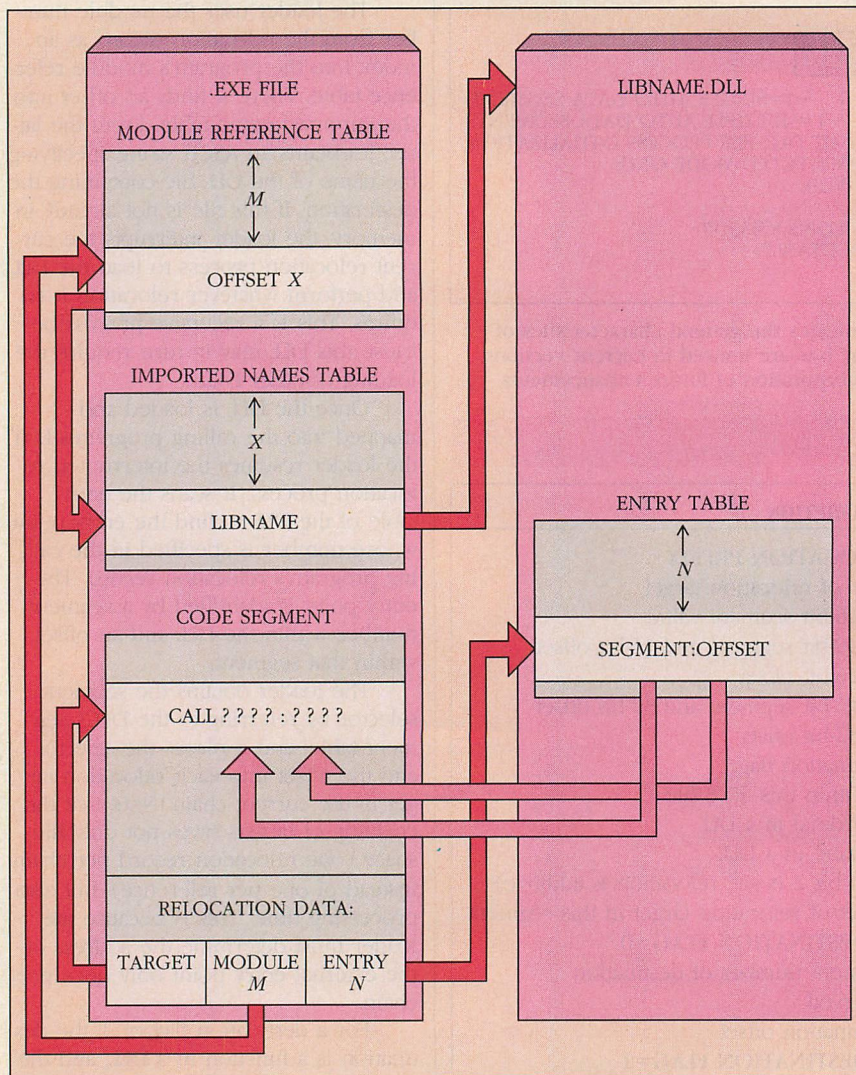 .EXE FILE
MODULE REFERENCE TABLE
M
OFFSET X
IMPORTED NAMES TABLE
X
LIBNAME
CODE SEGMENT
CALL ? ? ? ? : ? ? ? ?
RELOCATION DATA:
TARGET
MODULE
M
ENTRY
N
LIBNAME.DLL
ENTRY TABLE
N
SEGMENT:OFFSET